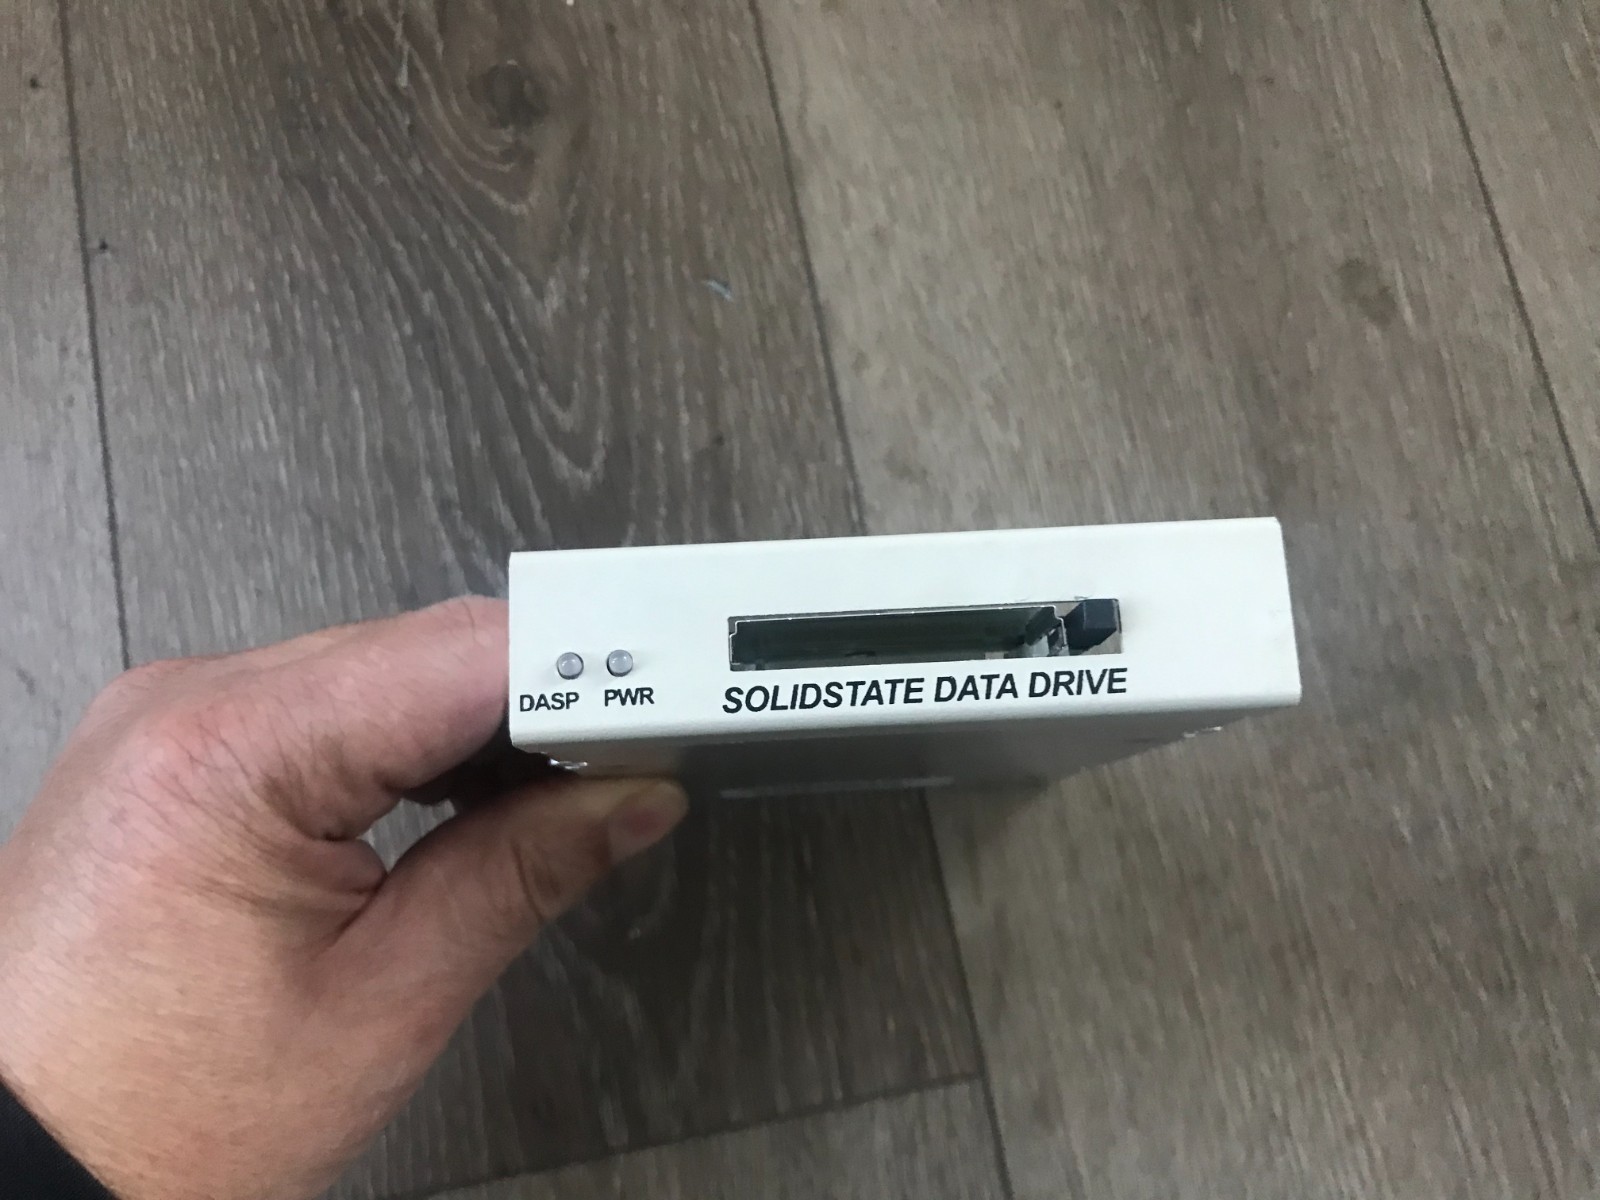 DASP PWR
SOLIDSTATE DATA DRIVE